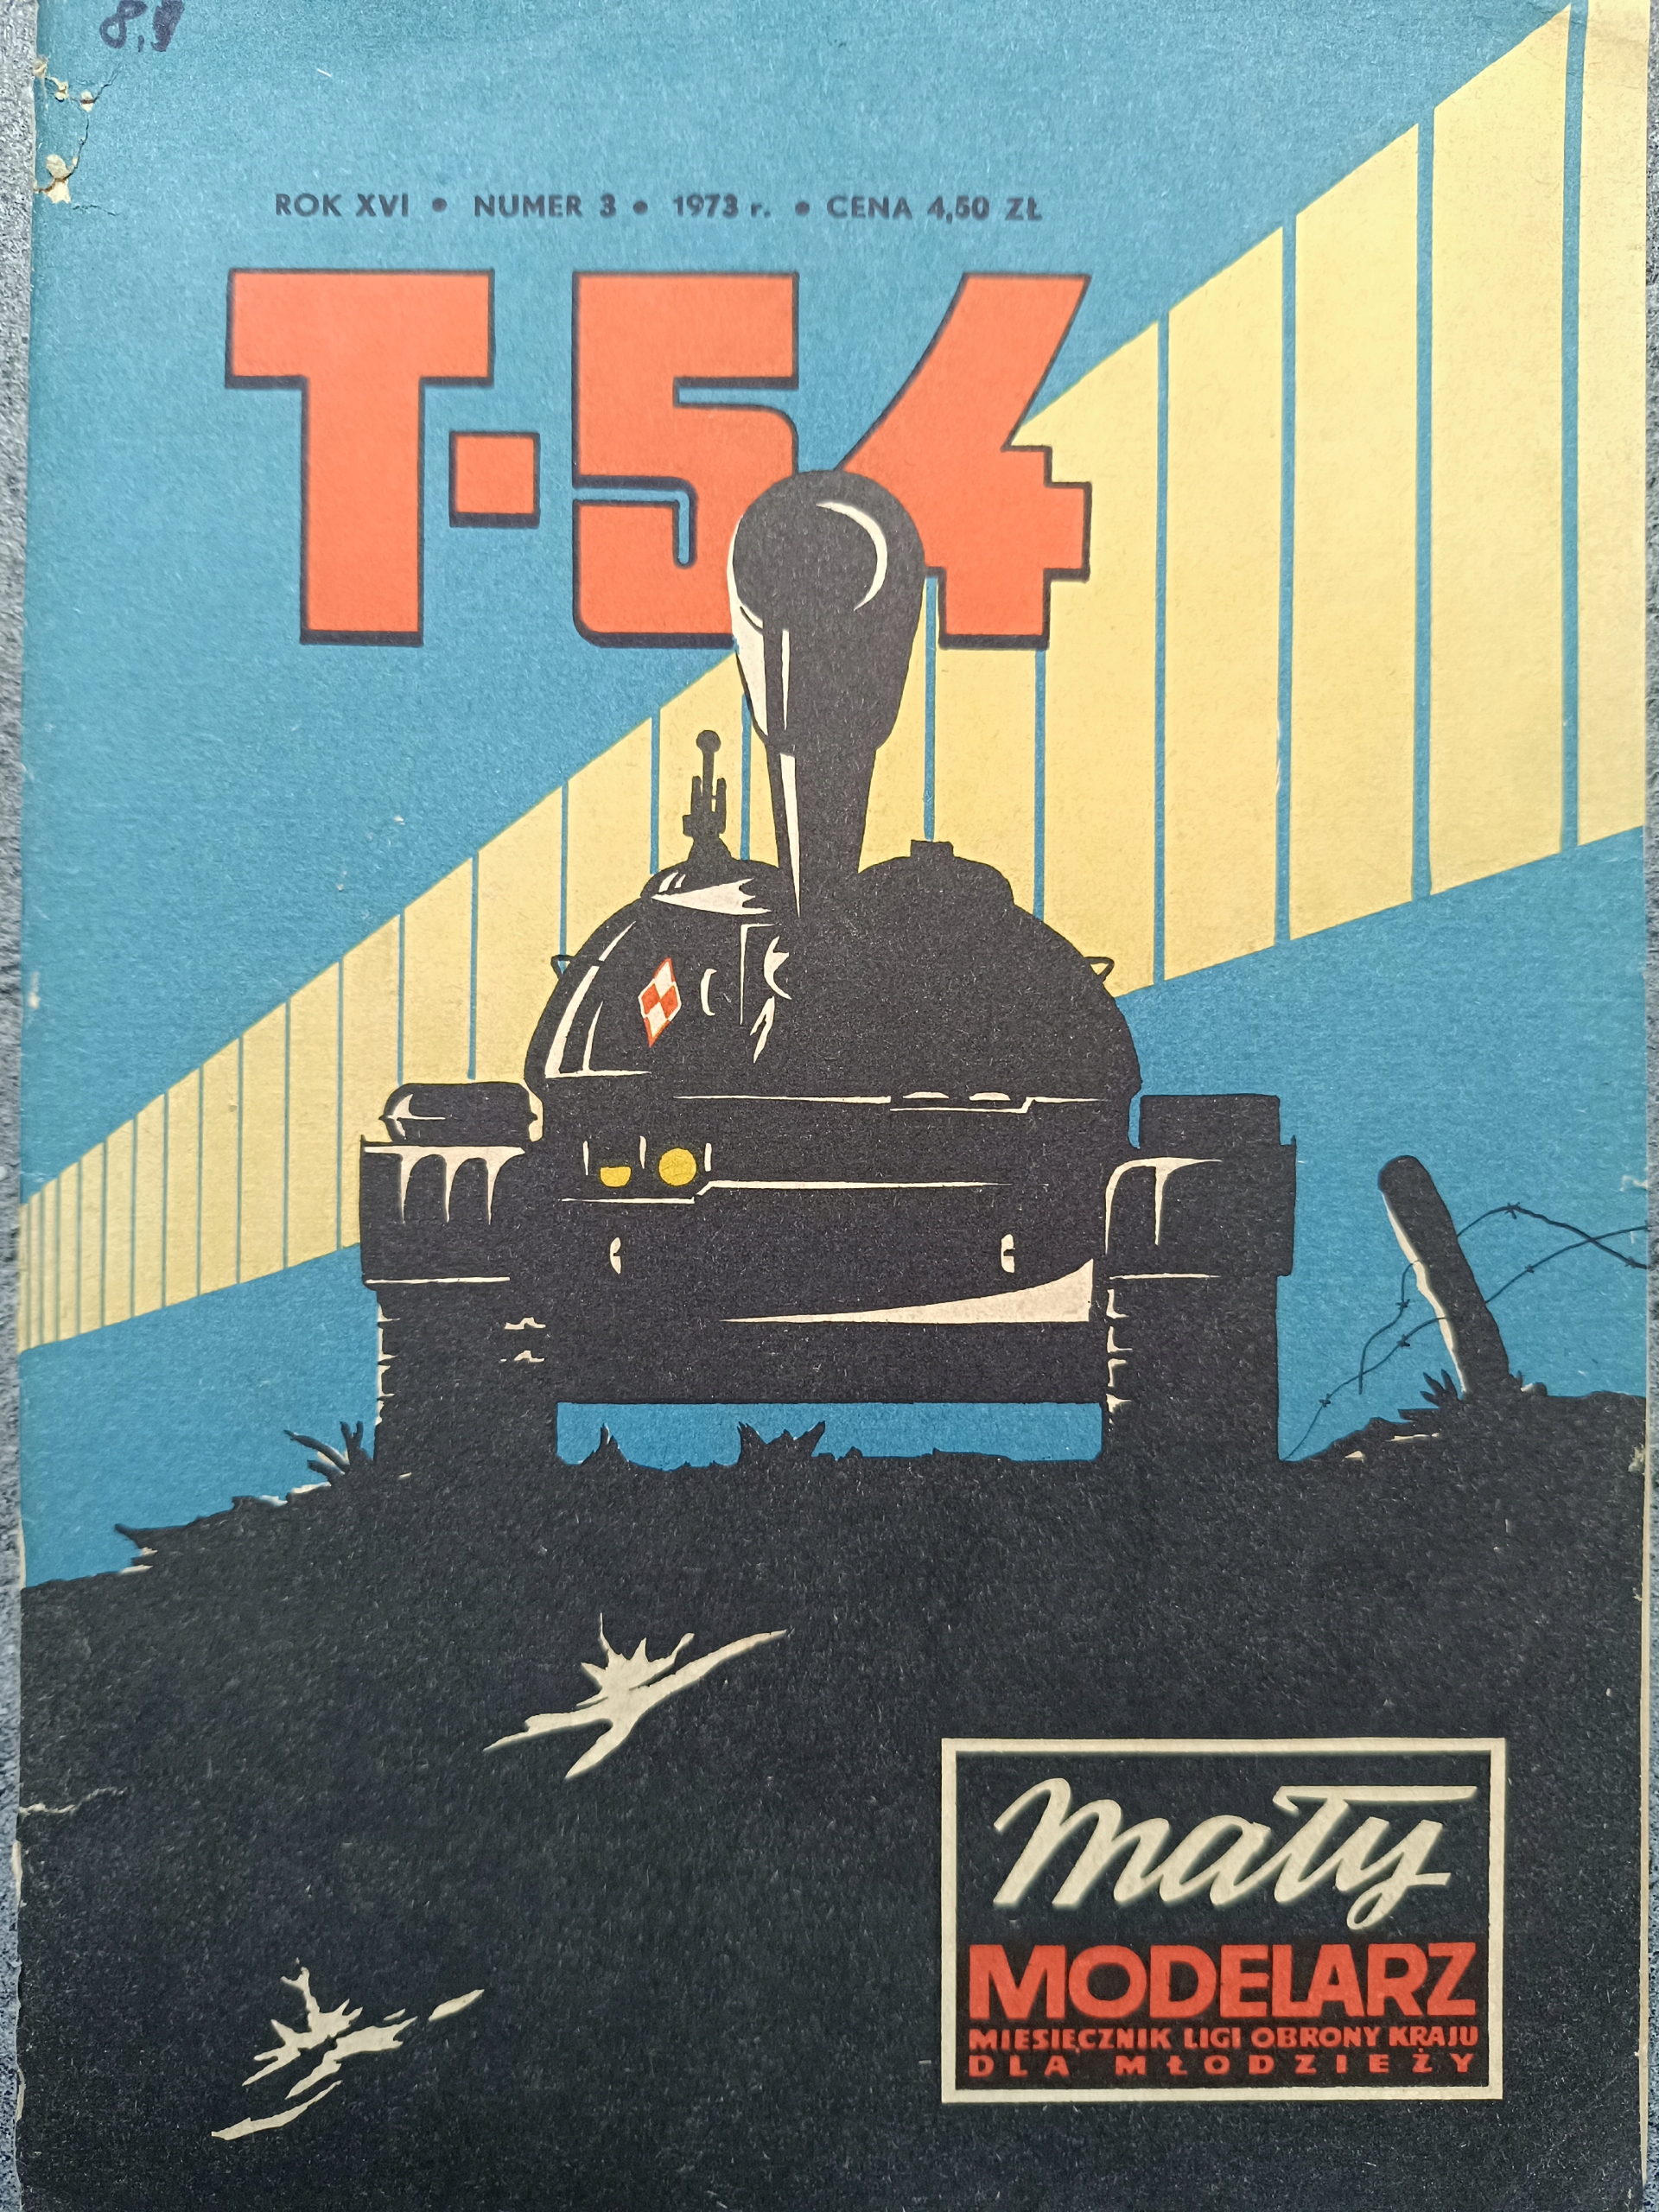 8,9
ROK XVI • NUMER 3 • 1973 r. • CENA 4,50 ZŁ
T-54
Mały
MODELARZ
MIESIĘCZNIK LIGI OBRONY KRAJU
DLA MŁODZIEŻY